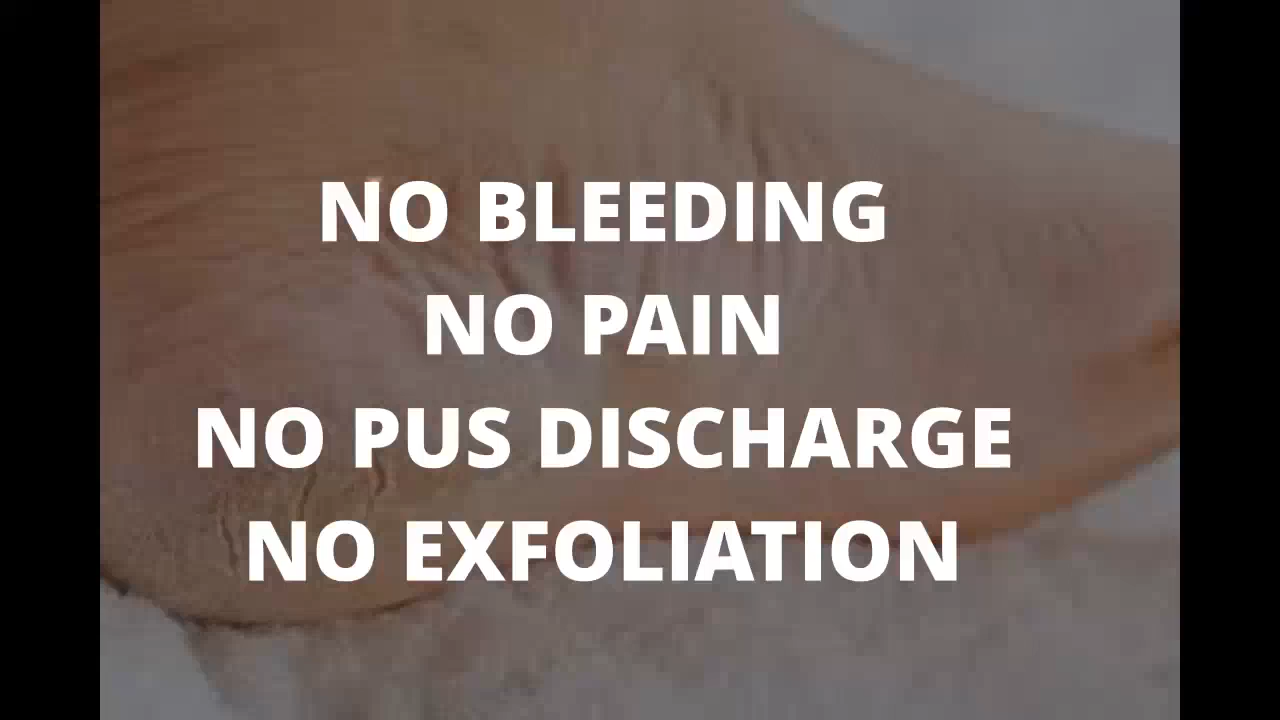 NO BLEEDING
NO PAIN
NO PUS DISCHARGE
NO EXFOLIATION